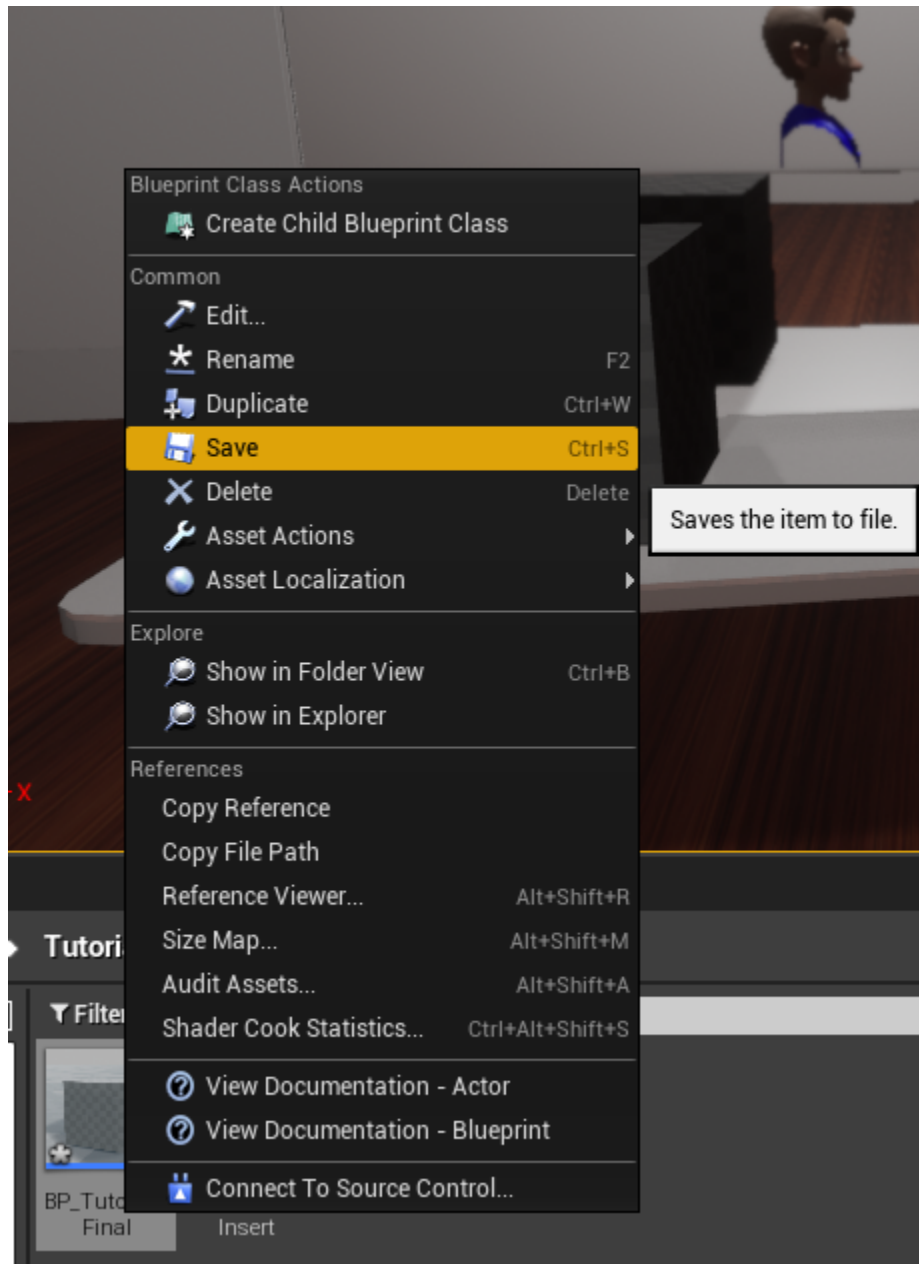 Blueprint Class Actions
Create Child Blueprint Class
Common
Edit...
Rename F2
Duplicate Ctrl+W
Save Ctrl+S
Delete Delete
Saves the item to file.
Asset Actions
Asset Localization
Explore
Show in Folder View Ctrl+B
Show in Explorer
References
X
Copy Reference
Copy File Path
Reference Viewer... Alt+Shift+R
Tutori
Size Map... Alt+Shift+M
Audit Assets... Alt+Shift+A
Filter
Shader Cook Statistics... Ctrl+Alt+Shift+S
View Documentation - Actor
View Documentation - Blueprint
Connect To Source Control...
BP_Tuto
Final
Insert